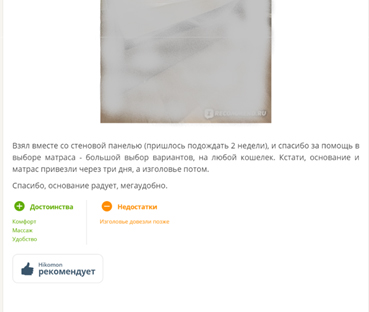 Взял вместе со стеновой панелью (пришлось подождать 2 недели), и спасибо за помощь в
выборе матраса - большой выбор вариантов, на любой кошелек. Кстати, основание и
матрас привезли через три дня, а изголовье потом.
Спасибо, основание радует, мегаудобно.
Достоинства
Комфорт
Массаж
Удобство
Недостатки
Изголовье довезли позже.
Hikomon
рекомендует